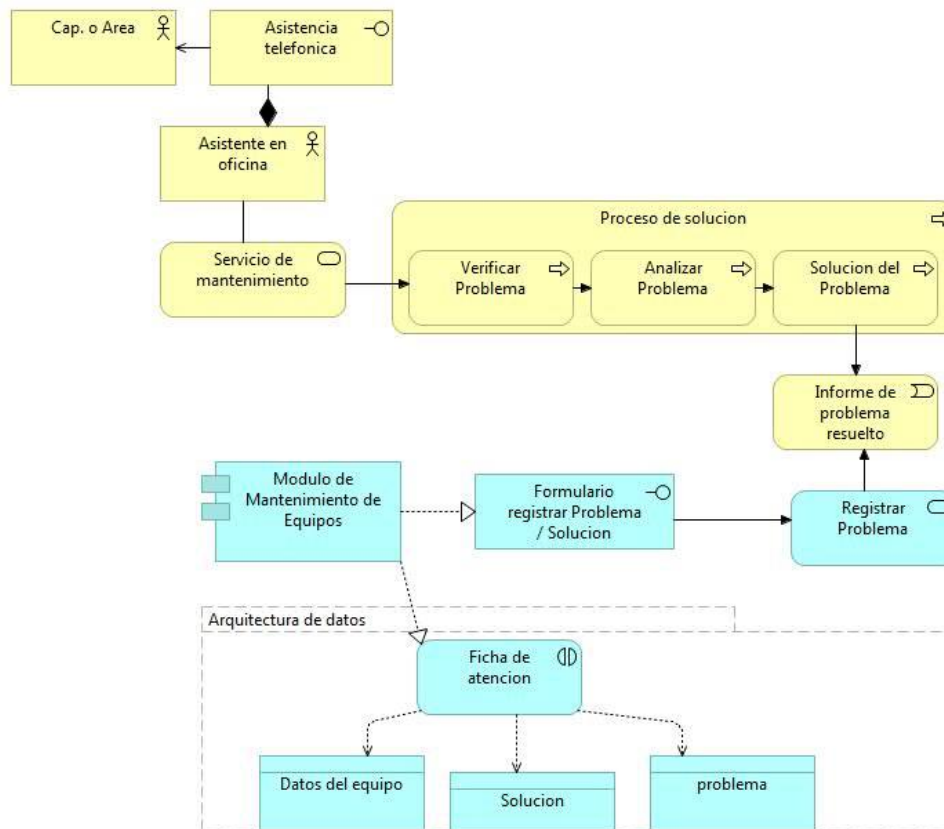 Cap. o Area
Asistencia
telefonica
Asistente en
oficina
Servicio de
mantenimiento
Proceso de solucion
Verificar
Problema
Analizar
Problema
Solucion del
Problema
Informe de
problema
resuelto
Modulo de
Mantenimiento de
Equipos
Formulario
registrar Problema
/ Solucion
Registrar
Problema
Arquitectura de datos
Ficha de
atencion
Datos del equipo
Solucion
problema